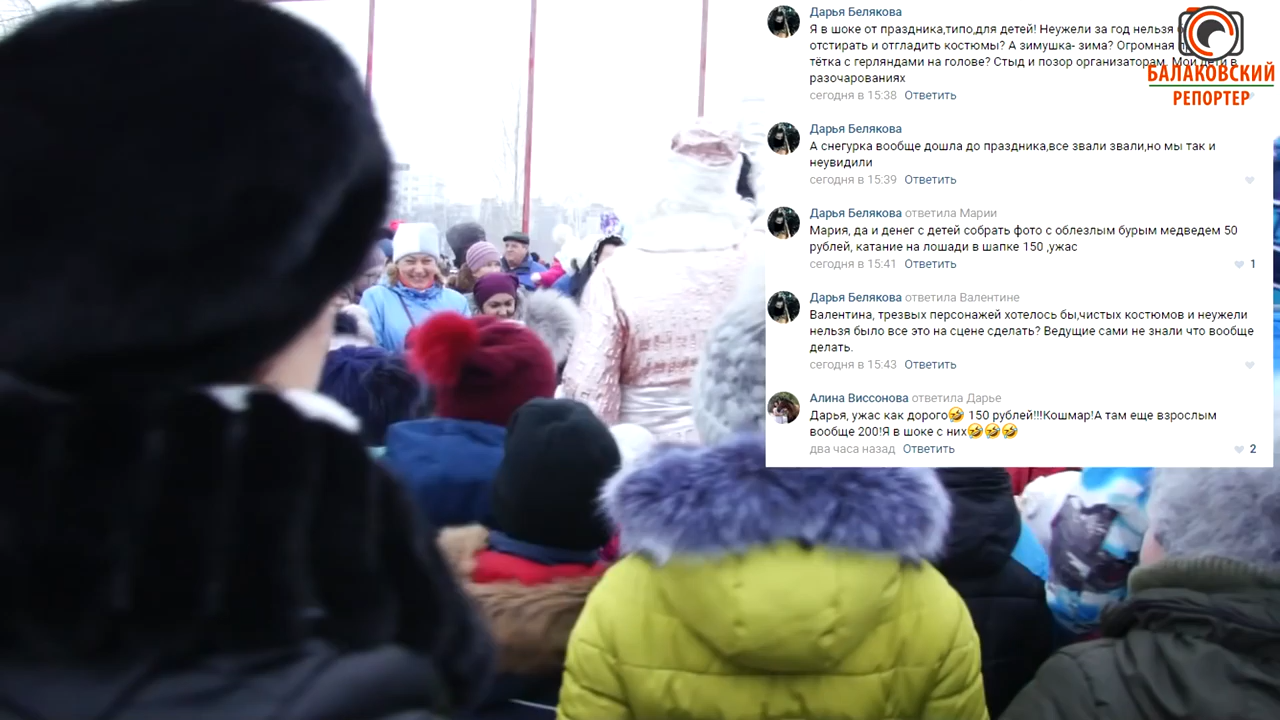 Дарья Белякова
Я в шоке от праздника,типо,для детей! Неужели за год нельзя
отстирать и отгладить костюмы? А зимушка- зима? Огромная
тётка с герляндами на голове? Стыд и позор организаторам. Мои дети в
разочарованиях
сегодня в 15:38 Ответить
БАЛАКОВСКИЙ
РЕПОРТЕР
Дарья Белякова
А снегурка вообще дошла до праздника,все звали звали,но мы так и
неувидили
сегодня в 15:39 Ответить
Дарья Белякова ответила Марии
Мария, да и денег с детей собрать фото с облезлым бурым медведем 50
рублей, катание на лошади в шапке 150 ,ужас
сегодня в 15:41 Ответить
1
Дарья Белякова ответила Валентине
Валентина, трезвых персонажей хотелось бы,чистых костюмов и неужели
нельзя было все это на сцене сделать? Ведущие сами не знали что вообще
делать.
сегодня в 15:43 Ответить
Алина Виссонова ответила Дарье
Дарья, ужас как дорого🤣 150 рублей!!!Кошмар!А там еще взрослым
вообще 200!Я в шоке с них🤣🤣🤣
два часа назад Ответить
2